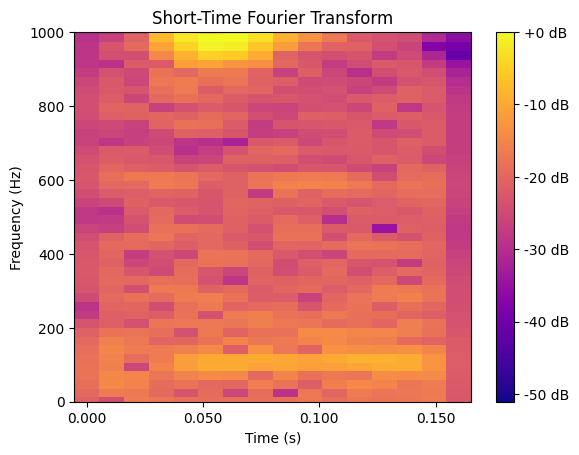 Short-Time Fourier Transform
1000
800
600
400
200
0
Frequency (Hz)
0.000
0.050
0.100
0.150
Time (s)
+0 dB
-10 dB
-20 dB
-30 dB
-40 dB
-50 dB